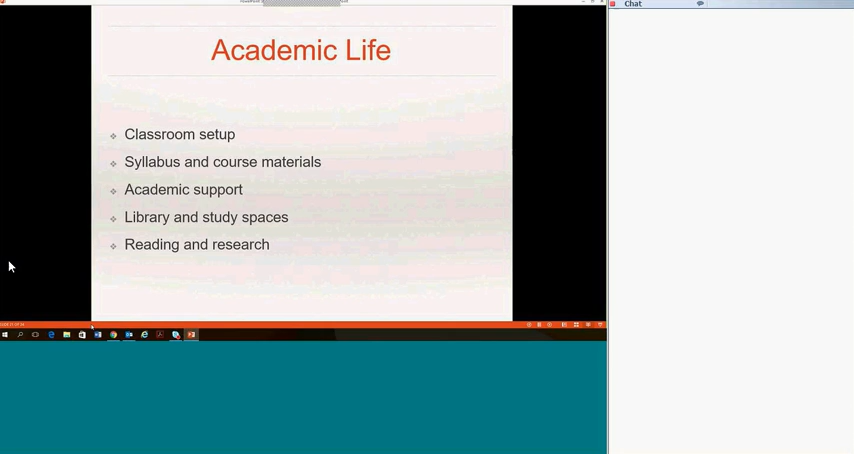 Chat
Academic Life
Classroom setup
Syllabus and course materials
Academic support
Library and study spaces
Reading and research